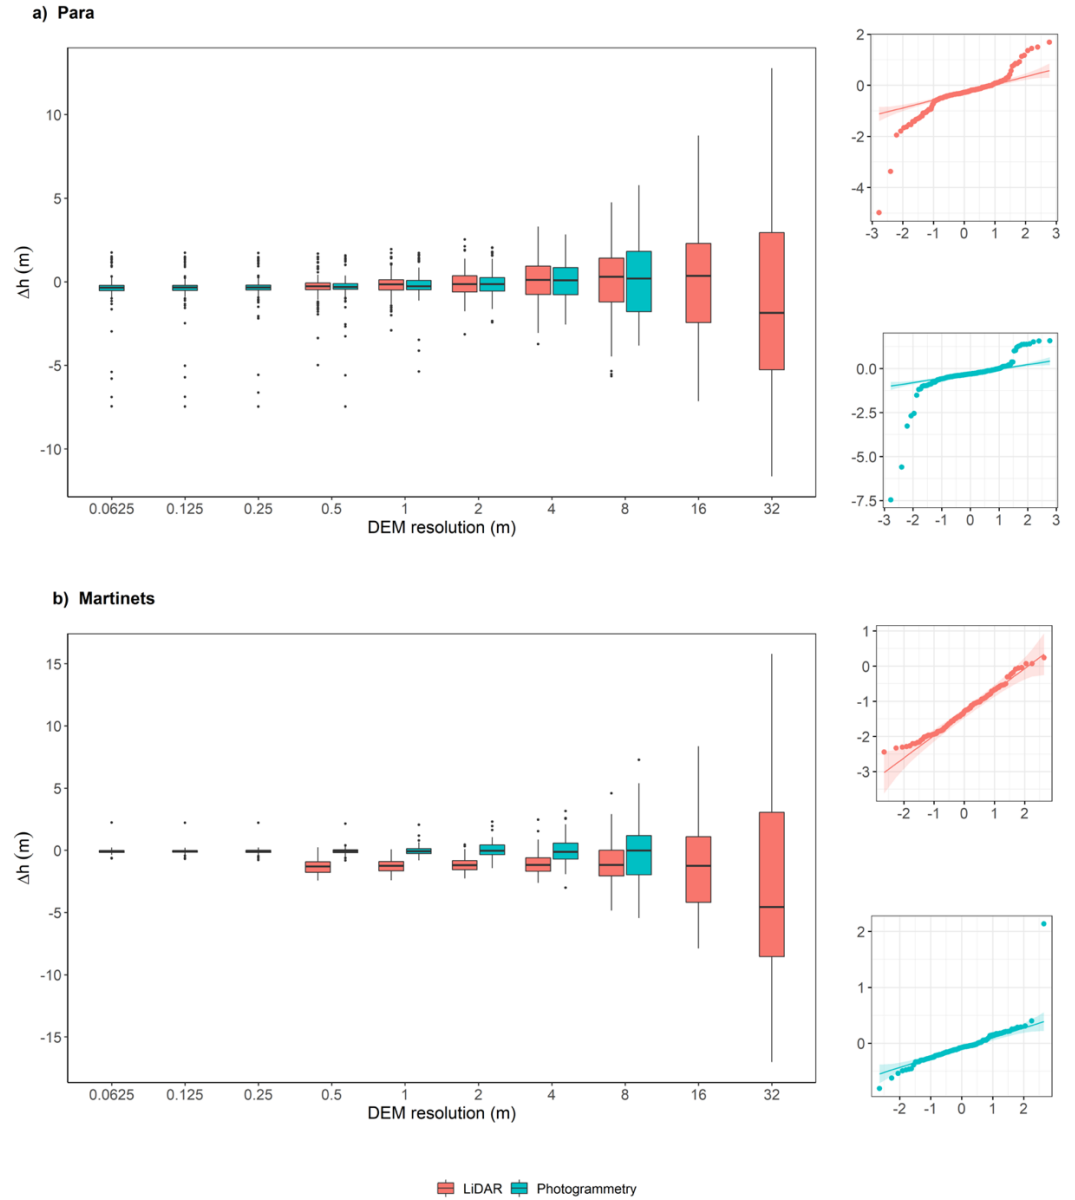 a) Para
Δh (m)
10
5
0
-5
-10
0.0625 0.125 0.25 0.5 1 2 4 8 16 32
DEM resolution (m)
2
0
-2
-4
-3 -2 -1 0 1 2 3
0.0
-2.5
-5.0
-7.5
-3 -2 -1 0 1 2 3
b) Martinets
Δh (m)
15
10
5
0
-5
-10
-15
0.0625 0.125 0.25 0.5 1 2 4 8 16 32
DEM resolution (m)
1
0
-1
-2
-3
-2 -1 0 1 2
2
1
0
-2 -1 0 1 2
LiDAR Photogrammetry